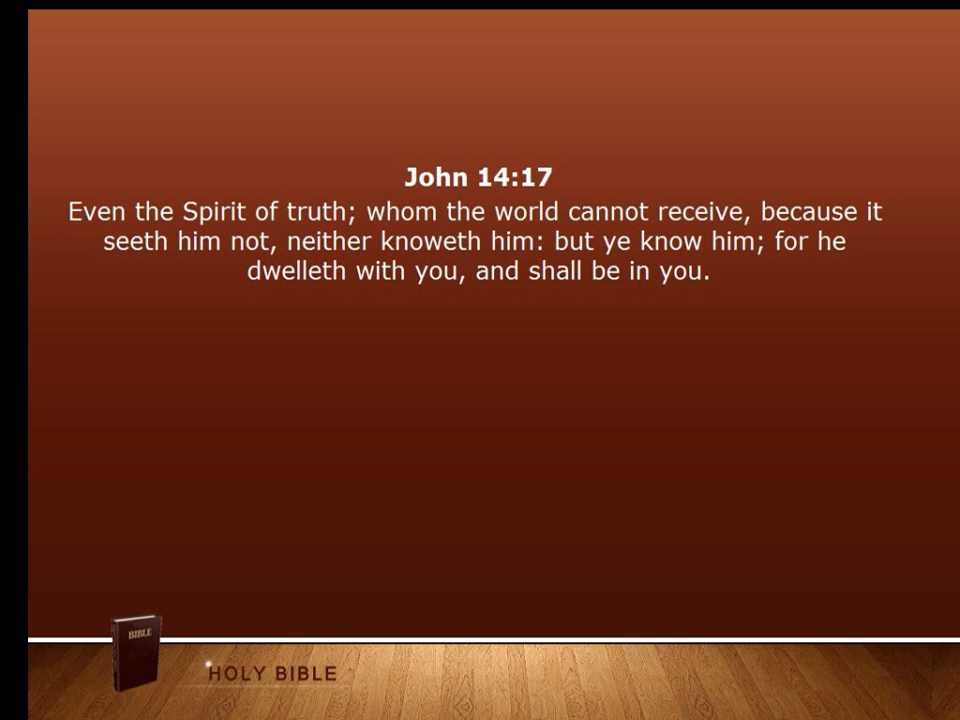 John 14:17
Even the Spirit of truth; whom the world cannot receive, because it
seeth him not, neither knoweth him: but ye know him; for he
dwelleth with you, and shall be in you.
BIBLE
HOLY BIBLE